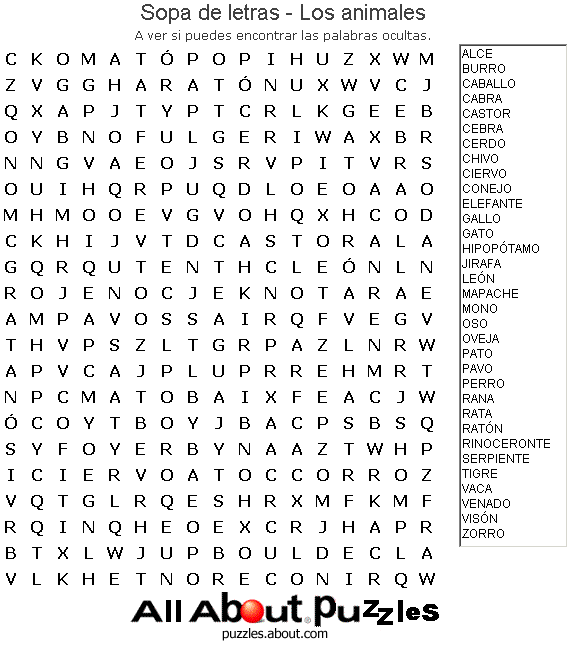 Sopa de letras - Los animales
A ver si puedes encontrar las palabras ocultas.
C K O M A T Ó P O P I H U Z X W M
Z V G G H A R A T Ó N U X W V C J
Q X A P J T Y P T C R L K G E E B
O Y B N O F U L G E R I W A X B R
N N G V A E O J S R V P I T V R S
O U I H Q R P U Q D L O E O A A O
M H M O O E V G V O H Q X H C O D
C K H I J V T D C A S T O R A L A
G Q R Q U T E N T H C L E Ó N L N
R O J E N O C J E K N O T A R A E
A M P A V O S S A I R Q F V E G V
T H V P S Z L T G R P A Z L N R W
A P V C A J P L U P R R E H M R T
N P C M A T O B A I X F E A C J W
Ó C O Y T B O Y J B A C P S B S Q
S Y F O Y E R B Y N A A Z T W H P
I C I E R V O A T O C C O R R O Z
V Q T G L R Q E S H R X M F K M F
R Q I N Q H E O E X C R J H A P R
B T X L W J U P B O U L D E C L A
V L K H E T N O R E C O N I R Q W
ALCE
BURRO
CABALLO
CABRA
CASTOR
CEBRA
CERDO
CHIVO
CIERVO
CONEJO
ELEFANTE
GALLO
GATO
HIPOPÓTAMO
JIRAFA
LEÓN
MAPACHE
MONO
OSO
OVEJA
PATO
PAVO
PERRO
RANA
RATA
RATÓN
RINOCERONTE
SERPIENTE
TIGRE
VACA
VENADO
VISÓN
ZORRO
All About Puzzles
puzzles.about.com